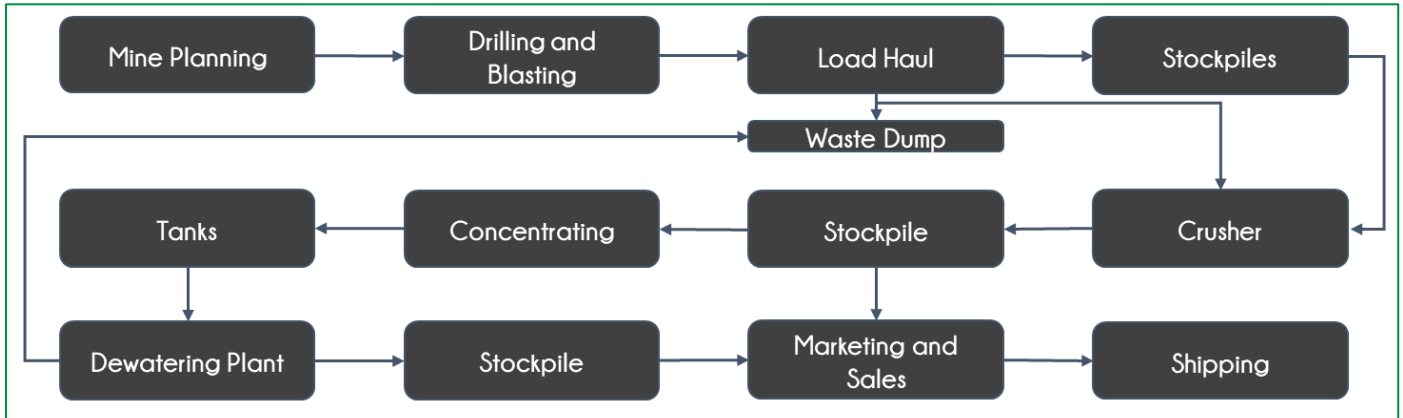 Mine Planning
Drilling and
Blasting
Load Haul
Stockpiles
Waste Dump
Tanks
Concentrating
Stockpile
Crusher
Dewatering Plant
Stockpile
Marketing and
Sales
Shipping